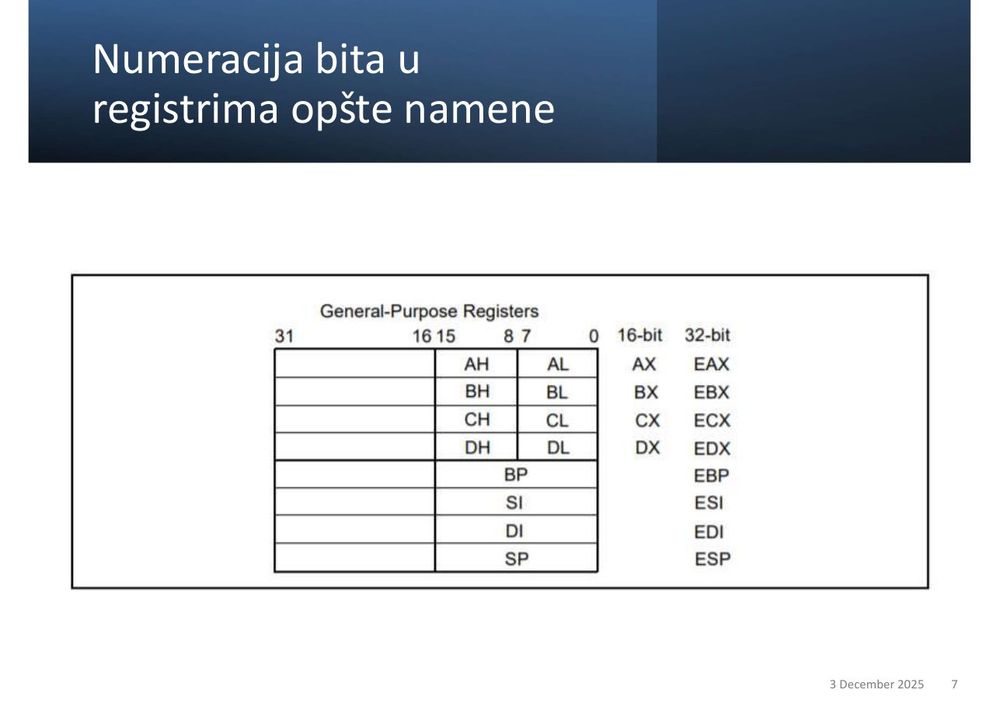 Numeracija bita u
registrima opšte namene
General-Purpose Registers
31 16 15 8 7 0 16-bit 32-bit
AH AL AX EAX
BH BL BX EBX
CH CL CX ECX
DH DL DX EDX
BP EBP
SI ESI
DI EDI
SP ESP
3 December 2025 7